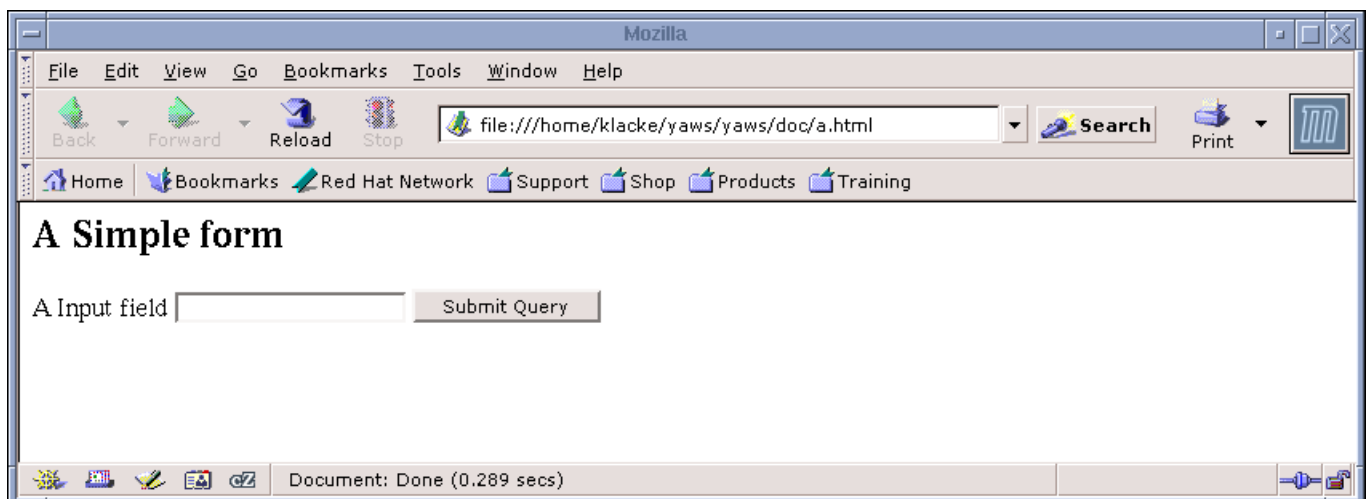 Mozilla
File Edit View Go Bookmarks Tools Window Help
Back Forward Reload Stop file:///home/klacke/yaws/yaws/doc/a.html Search Print
Home Bookmarks Red Hat Network Support Shop Products Training
A Simple form
A Input field Submit Query
Document: Done (0.289 secs)